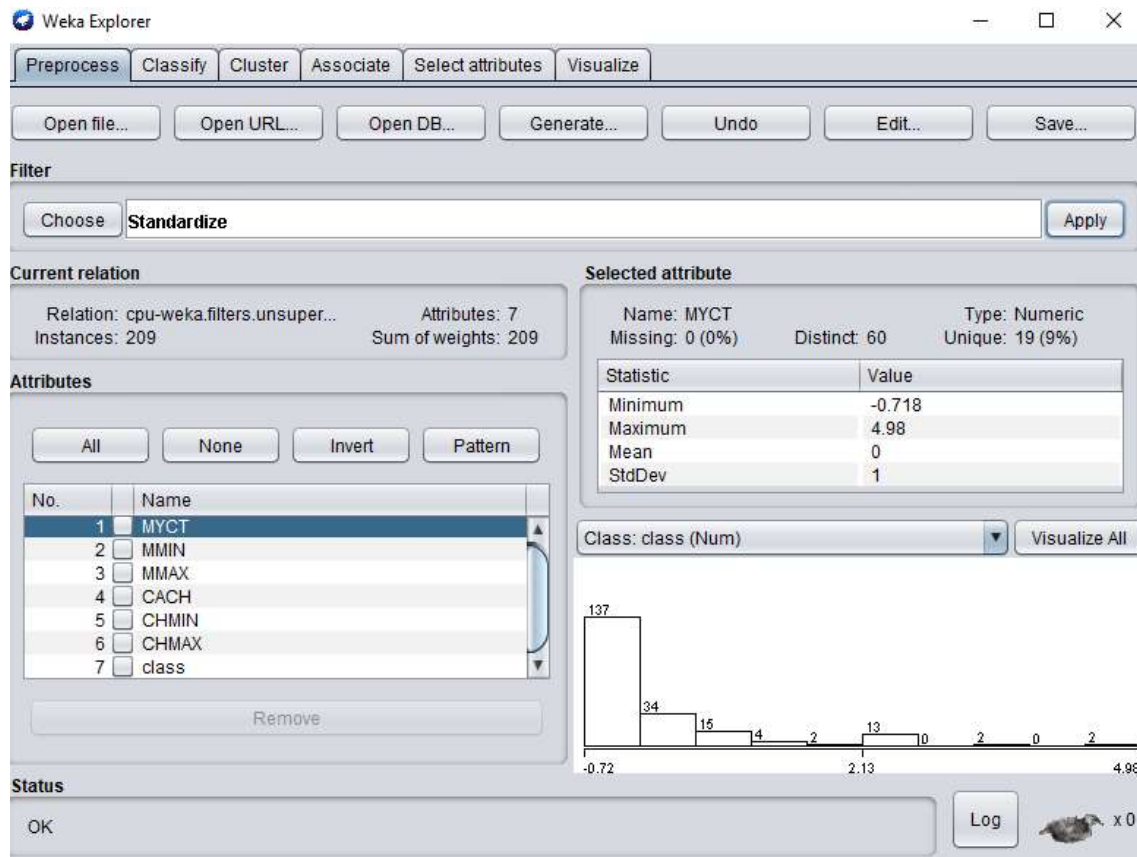 Weka Explorer
Preprocess Classify Cluster Associate Select attributes Visualize
Open file... Open URL... Open DB... Generate... Undo Edit... Save...
Filter
Choose Standardize Apply
Current relation
Relation: cpu-weka.filters.unsuper... Attributes: 7
Instances: 209 Sum of weights: 209
Selected attribute
Name: MYCT Type: Numeric
Missing: 0 (0%) Distinct: 60 Unique: 19 (9%)
Statistic Value
Minimum -0.718
Maximum 4.98
Mean 0
StdDev 1
Attributes
All None Invert Pattern
No. Name
1 MYCT
2 MMIN
3 MMAX
4 CACH
5 CHMIN
6 CHMAX
7 class
Remove
Class: class (Num) Visualize All
137 34 15 4 2 13 0 2 0 2
-0.72 2.13 4.98
Status
OK
Log x 0